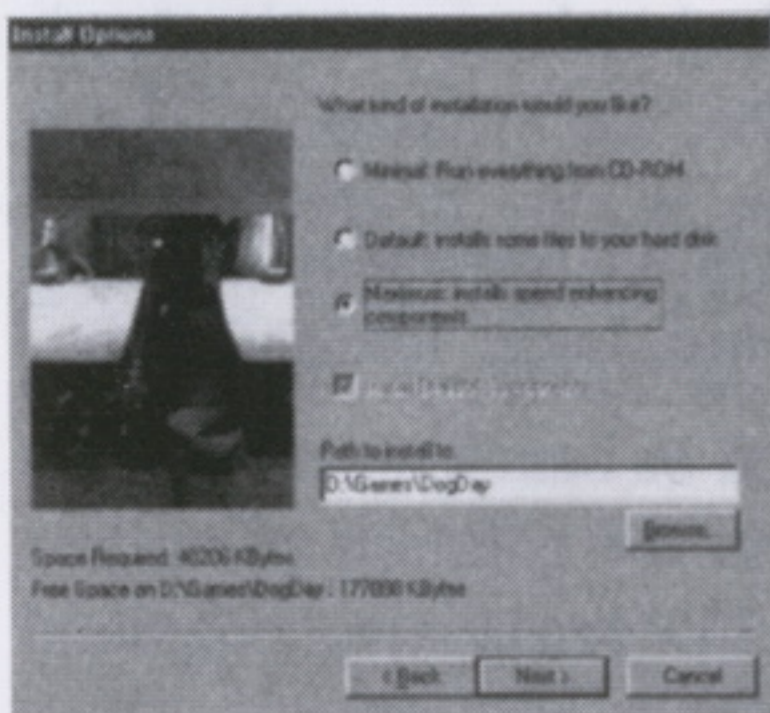 Install Options
What kind of installation would you like?
Minimal: Run everything from CD-ROM
Default: installs some files to your hard disk
Maximum: installs speed enhancing
components
Path to install to:
D:\Games\DogDay
Browse...
Space Required: KBytes
Free Space on D:\Games\DogDay : KBytes
< Back
Next >
Cancel